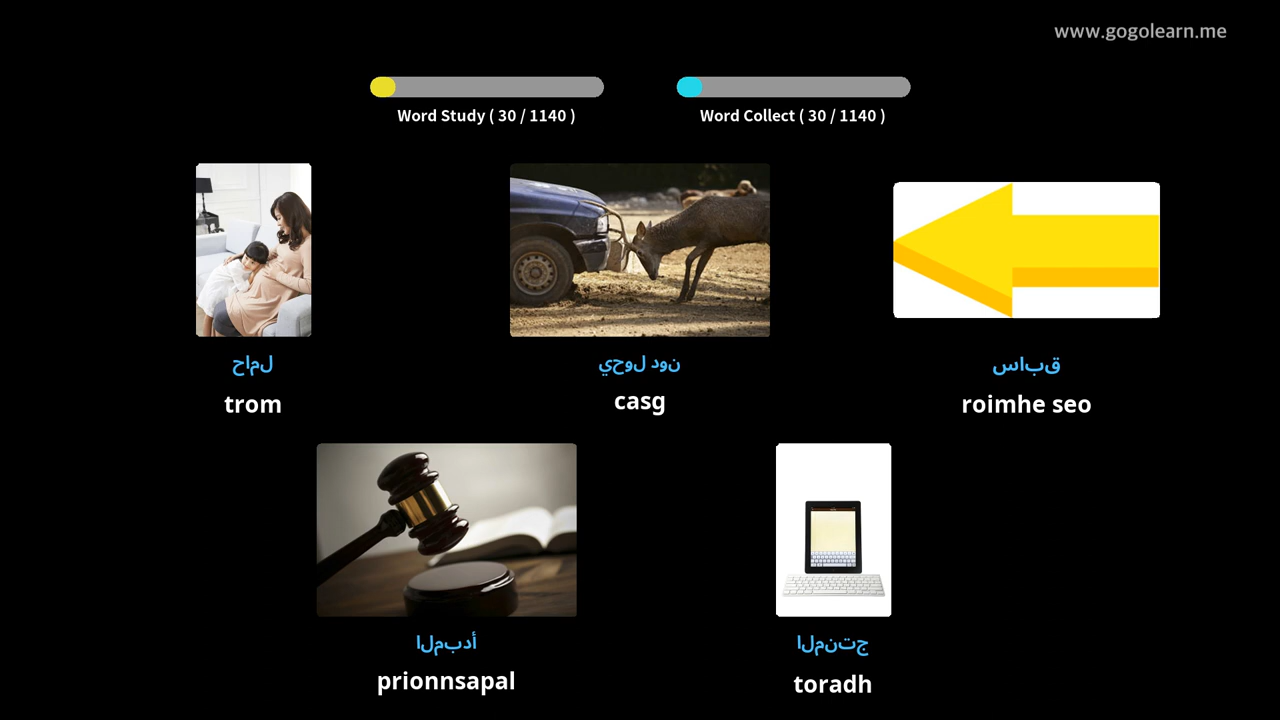 www.gogolearn.me
Word Study ( 30 / 1140 )
Word Collect ( 30 / 1140 )
حامل
يحول دون
سابق
trom
casg
roimhe seo
المبدأ
المنتج
prionnsapal
toradh